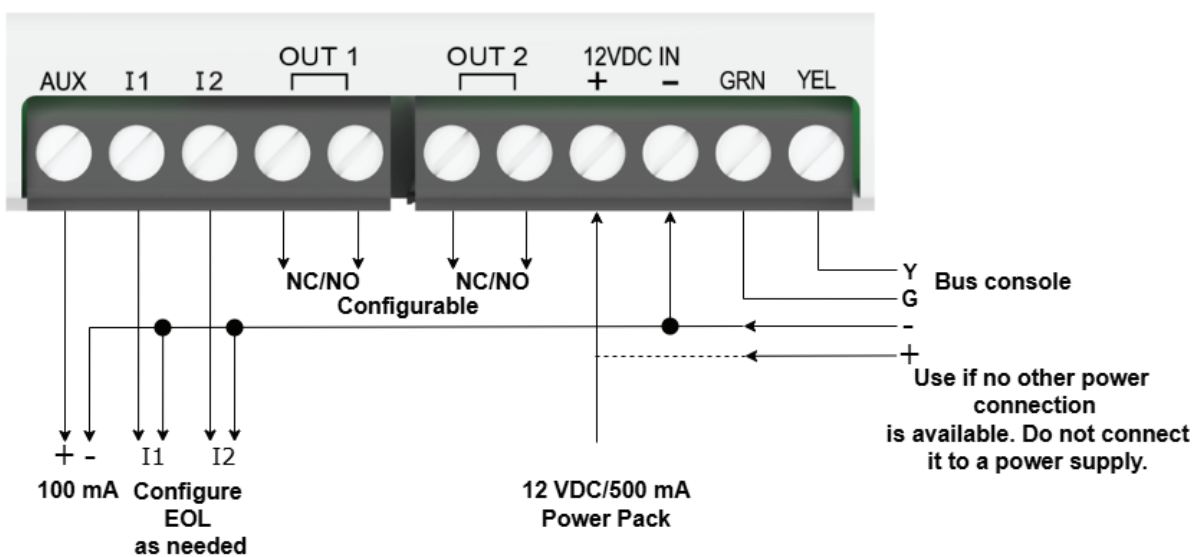 OUT 1
OUT 2
12VDC IN
AUX
I1
I2
+
-
GRN
YEL
Y
G
Bus console
-
+
NC/NO
NC/NO
Configurable
Use if no other power
connection
is available. Do not connect
it to a power supply.
+ -
I1
I2
100 mA
Configure
EOL
as needed
12 VDC/500 mA
Power Pack